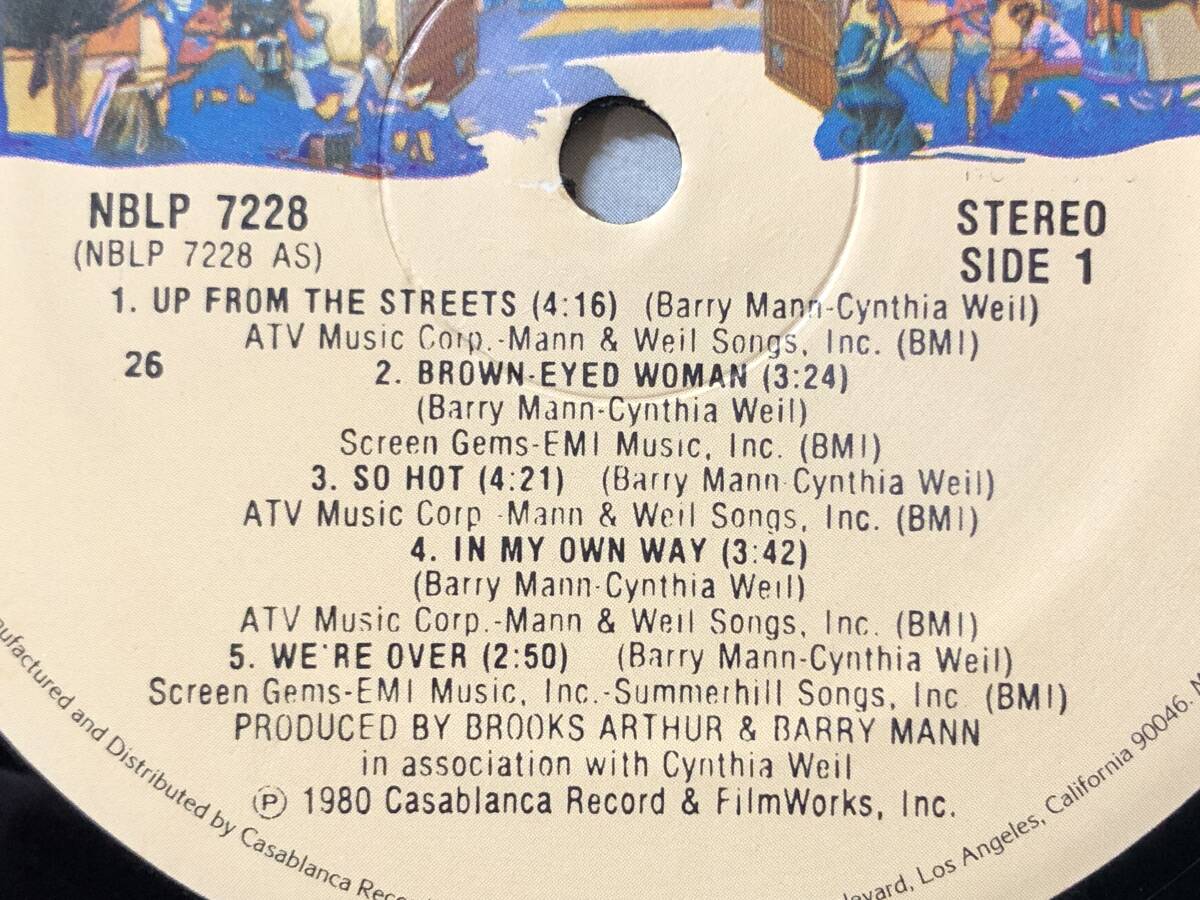 NBLP 7228
(NBLP 7228 AS)
STEREO
SIDE 1
1. UP FROM THE STREETS (4:16) (Barry Mann-Cynthia Weil)
ATV Music Corp.-Mann & Weil Songs, Inc. (BMI)
26
2. BROWN-EYED WOMAN (3:24)
(Barry Mann-Cynthia Weil)
Screen Gems-EMI Music, Inc. (BMI)
3. SO HOT (4:21) (Barry Mann-Cynthia Weil)
ATV Music Corp -Mann & Weil Songs, Inc. (BMI)
4. IN MY OWN WAY (3:42)
(Barry Mann-Cynthia Weil)
ATV Music Corp.-Mann & Weil Songs, Inc. (BMI)
5. WE'RE OVER (2:50) (Barry Mann-Cynthia Weil)
Screen Gems-EMI Music, Inc.-Summerhill Songs, Inc (BMI)
PRODUCED BY BROOKS ARTHUR & BARRY MANN
in association with Cynthia Weil
℗ 1980 Casablanca Record & FilmWorks, Inc.
and Distributed by Casablanca
Los Angeles, California 90046.